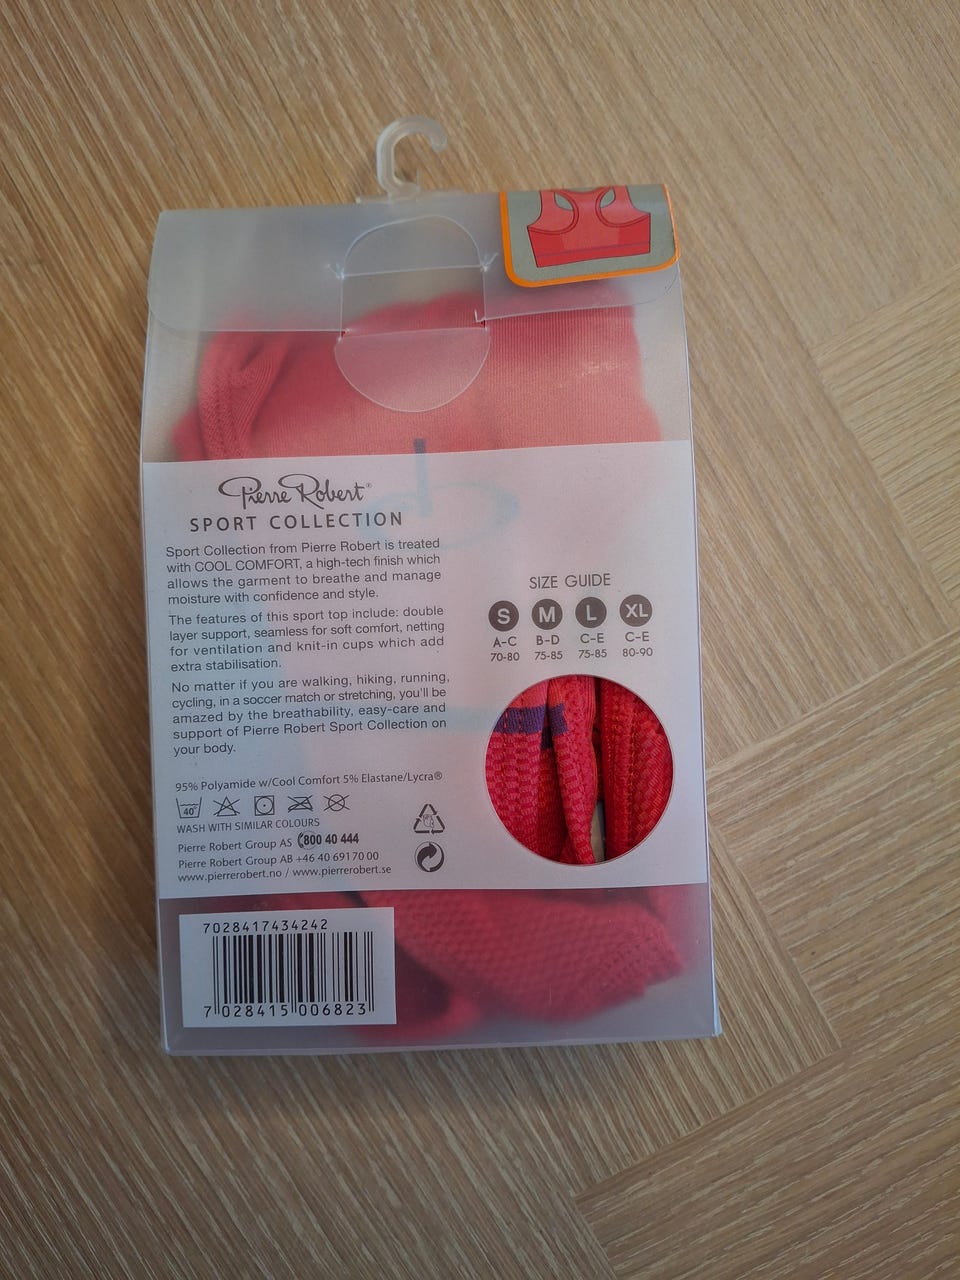 Pierre Robert®
SPORT COLLECTION
Sport Collection from Pierre Robert is treated
with COOL COMFORT, a high-tech finish which
allows the garment to breathe and manage
moisture with confidence and style.
The features of this sport top include: double
layer support, seamless for soft comfort, netting
for ventilation and knit-in cups which add
extra stabilisation.
No matter if you are walking, hiking, running,
cycling, in a soccer match or stretching, you'll be
amazed by the breathability, easy-care and
support of Pierre Robert Sport Collection on
your body.
95% Polyamide w/Cool Comfort 5% Elastane/Lycra®
40°
WASH WITH SIMILAR COLOURS
Pierre Robert Group AS 800 40 444
Pierre Robert Group AB +46 40 69170 00
www.pierrerobert.no / www.pierrerobert.se
SIZE GUIDE
S M L XL
A-C B-D C-E C-E
70-80 75-85 75-85 80-90
7028417434242
7 028415 006823